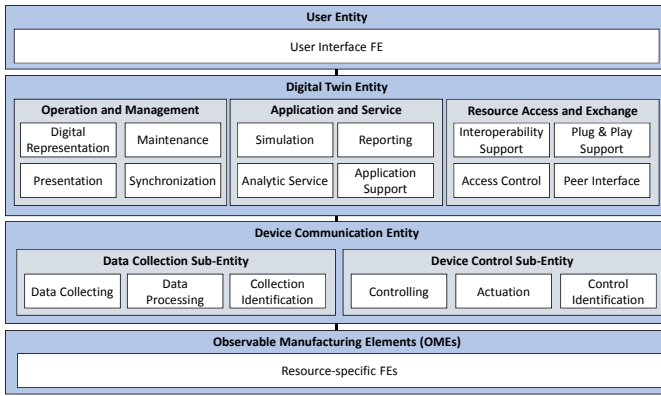 User Entity
User Interface FE
Digital Twin Entity
Operation and Management
Digital
Representation
Maintenance
Presentation
Synchronization
Application and Service
Simulation
Reporting
Analytic Service
Application
Support
Resource Access and Exchange
Interoperability
Support
Plug & Play
Support
Access Control
Peer Interface
Device Communication Entity
Data Collection Sub-Entity
Data Collecting
Data
Processing
Collection
Identification
Device Control Sub-Entity
Controlling
Actuation
Control
Identification
Observable Manufacturing Elements (OMEs)
Resource-specific FEs